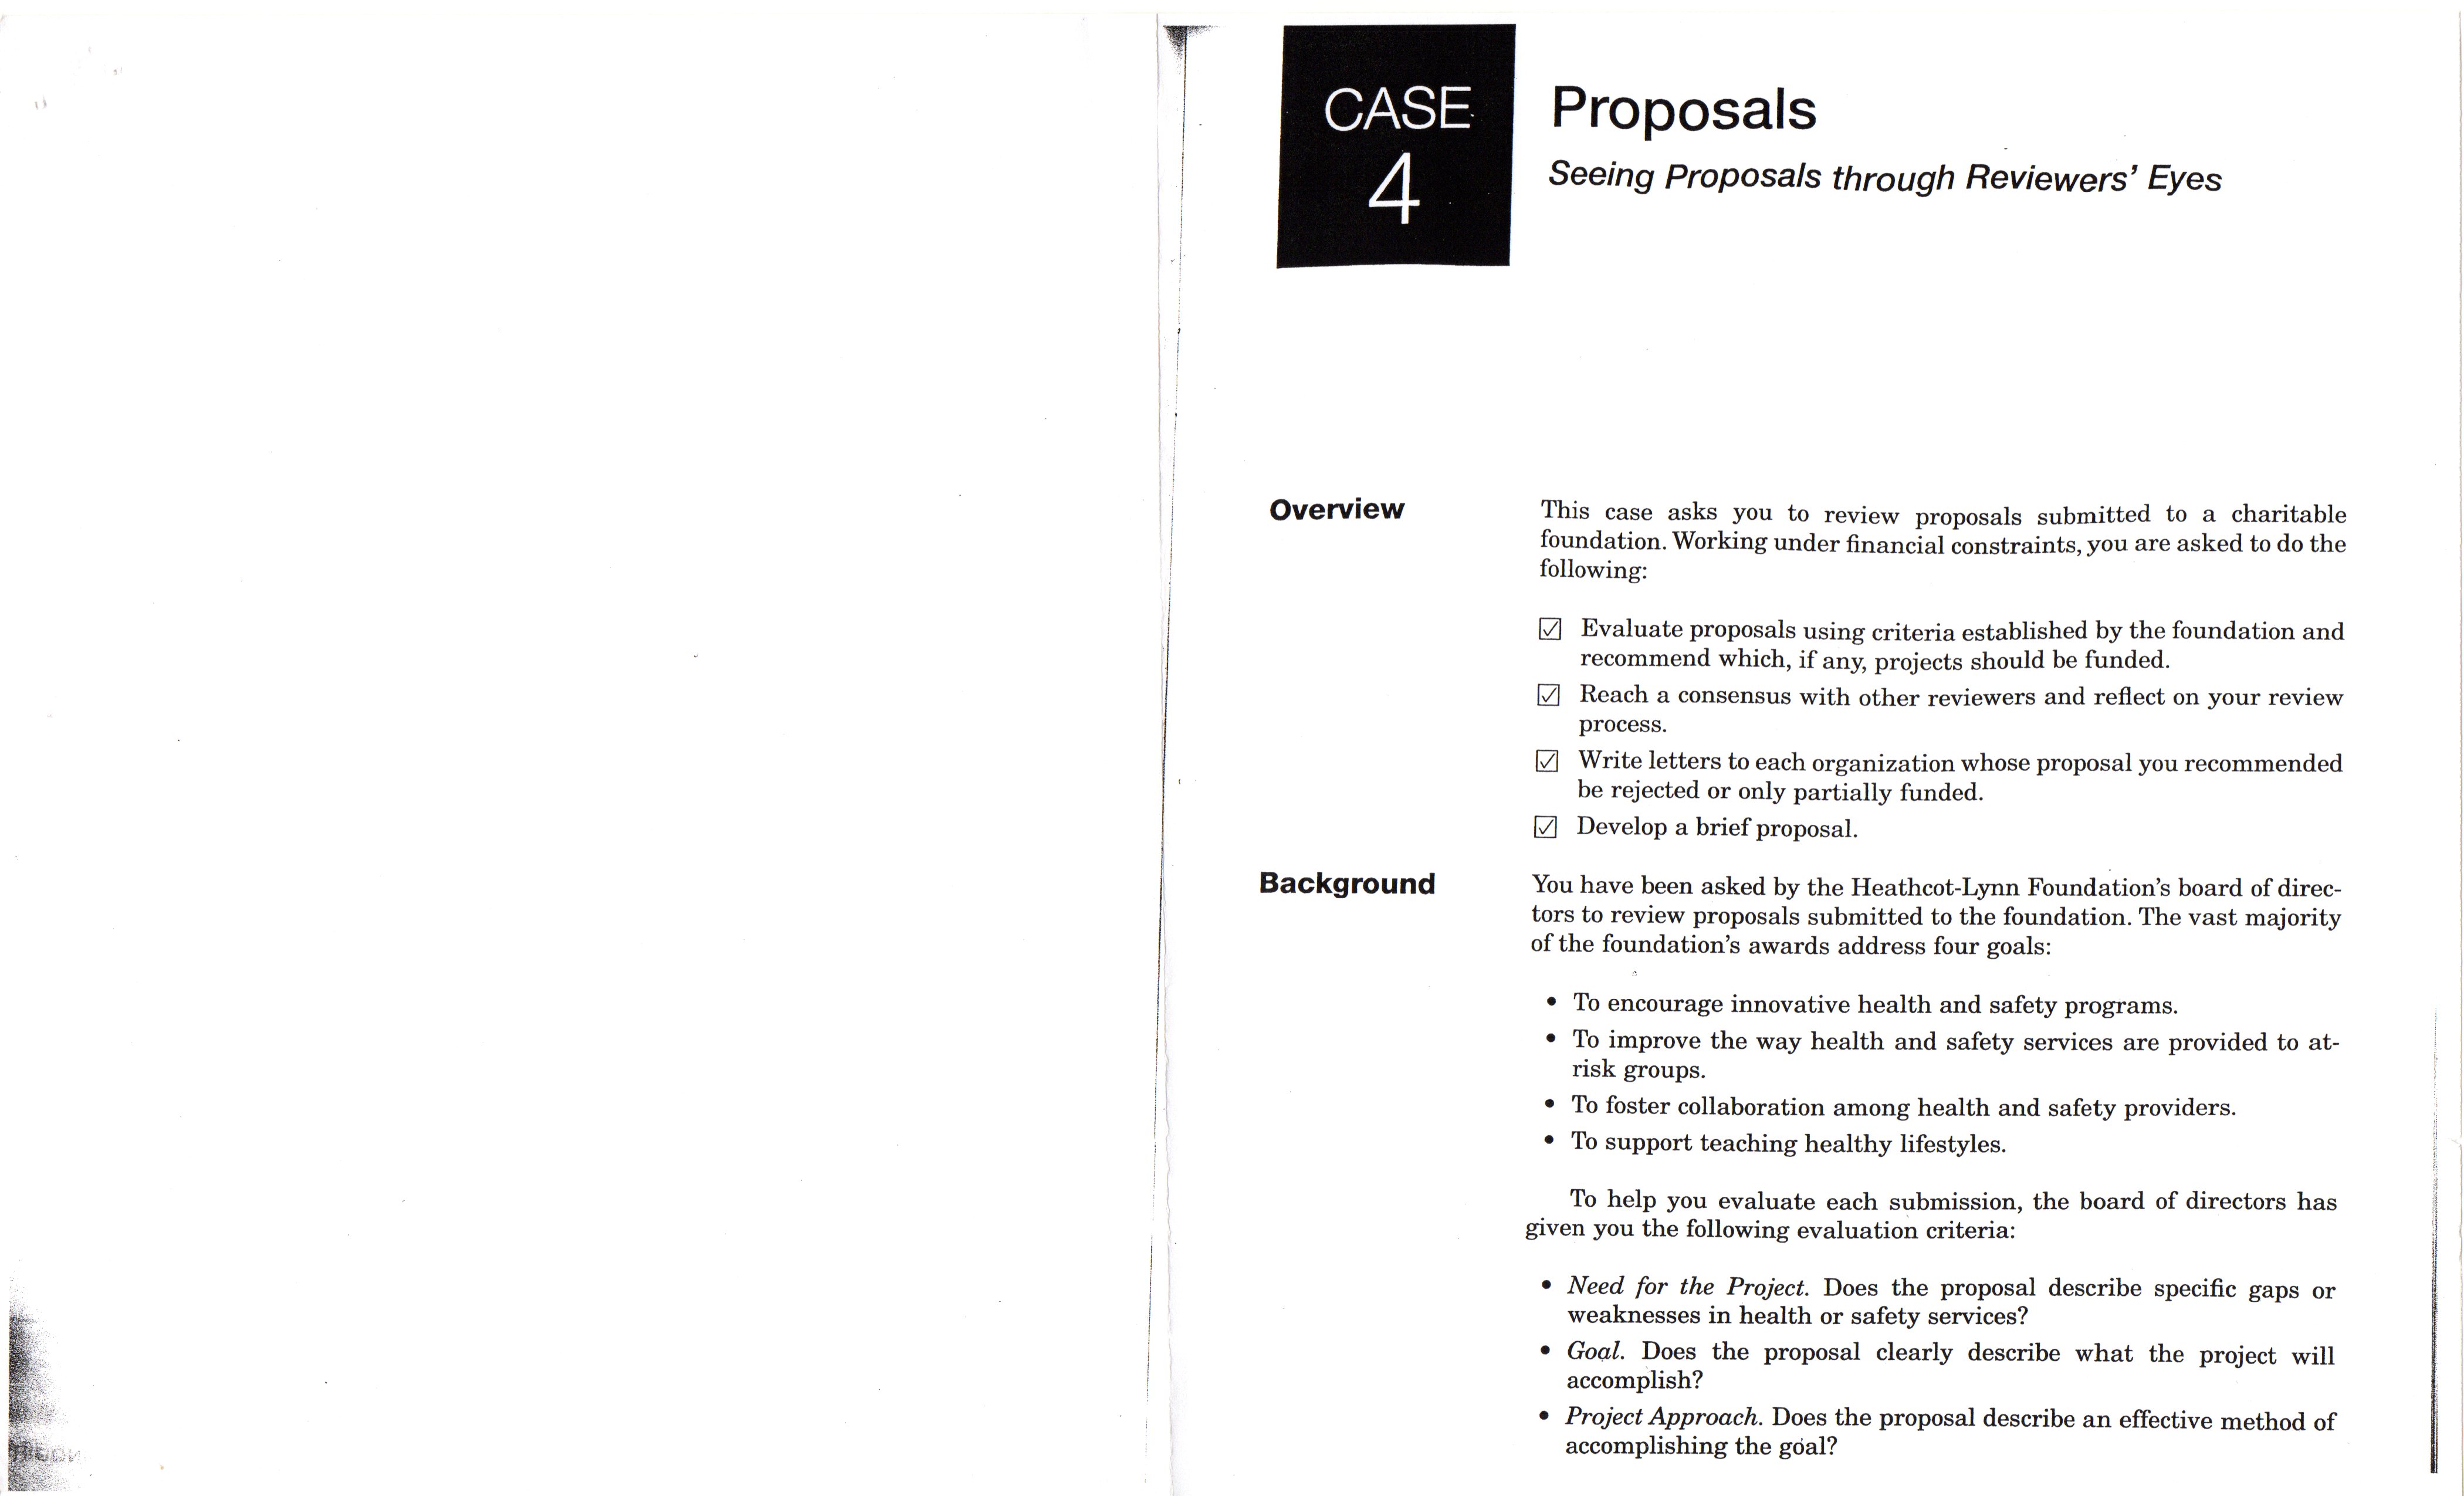 CASE
4
Proposals
Seeing Proposals through Reviewers' Eyes
Overview
This case asks you to review proposals submitted to a charitable
foundation. Working under financial constraints, you are asked to do the
following:
☑ Evaluate proposals using criteria established by the foundation and
recommend which, if any, projects should be funded.
☑ Reach a consensus with other reviewers and reflect on your review
process.
☑ Write letters to each organization whose proposal you recommended
be rejected or only partially funded.
☑ Develop a brief proposal.
Background
You have been asked by the Heathcot-Lynn Foundation's board of direc-
tors to review proposals submitted to the foundation. The vast majority
of the foundation's awards address four goals:
• To encourage innovative health and safety programs.
• To improve the way health and safety services are provided to at-
risk groups.
• To foster collaboration among health and safety providers.
• To support teaching healthy lifestyles.
To help you evaluate each submission, the board of directors has
given you the following evaluation criteria:
• Need for the Project. Does the proposal describe specific gaps or
weaknesses in health or safety services?
• Goal. Does the proposal clearly describe what the project will
accomplish?
• Project Approach. Does the proposal describe an effective method of
accomplishing the goal?